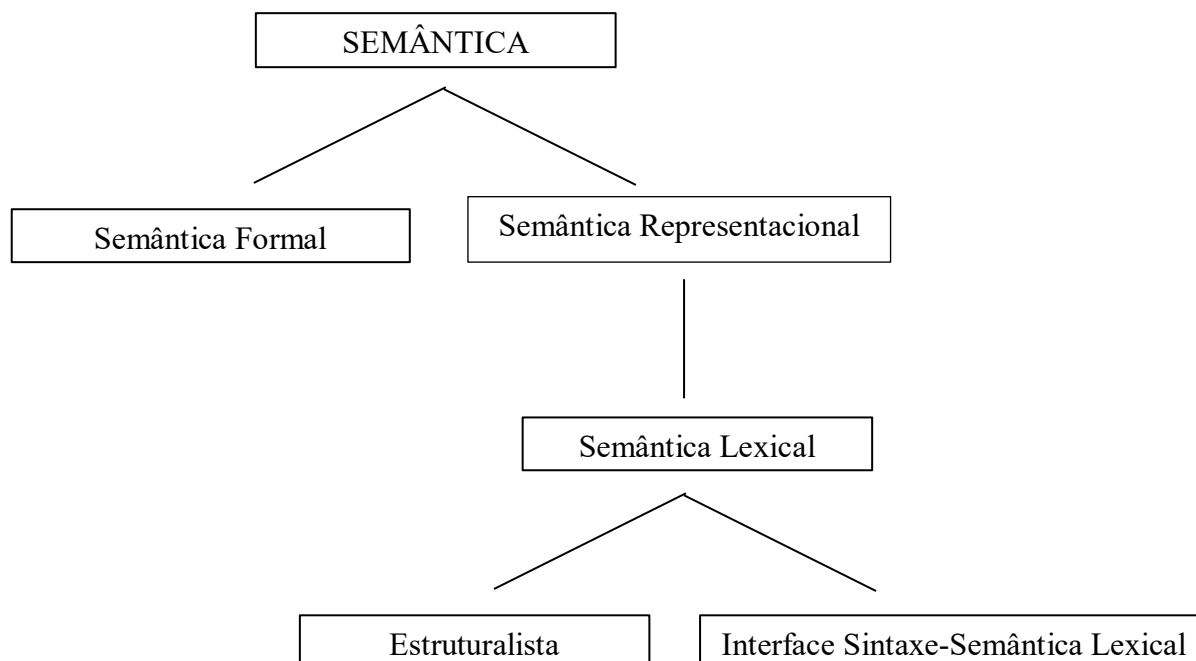 SEMÂNTICA
Semântica Formal
Semântica Representacional
Semântica Lexical
Estruturalista
Interface Sintaxe-Semântica Lexical